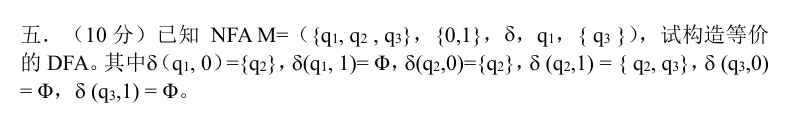 五．（10 分）已知 NFA M=（{q₁, q₂ , q₃}，{0,1}，δ，q₁，{ q₃ }），试构造等价
的 DFA。其中δ（q₁, 0）={q₂}，δ(q₁, 1)= Φ，δ(q₂,0)={q₂}，δ (q₂,1) = { q₂, q₃}，δ (q₃,0)
= Φ，δ (q₃,1) = Φ。